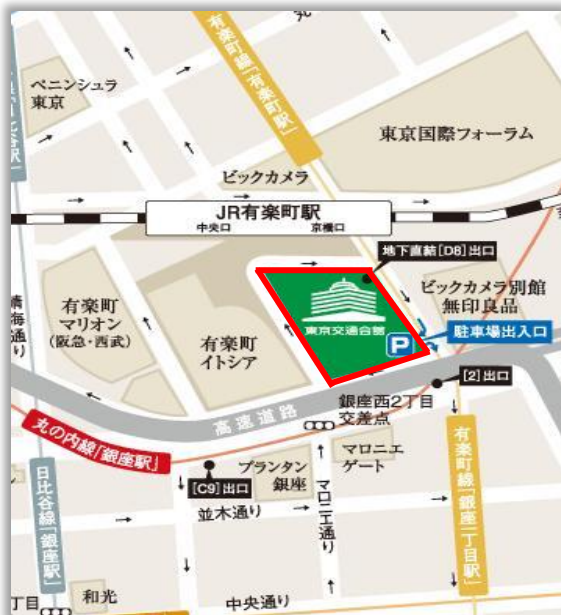 有楽町線「有楽町駅」
ペニンシュラ
東京
東京国際フォーラム
ビックカメラ
JR有楽町駅
中央口
京橋口
地下直結[D8]出口
ビックカメラ別館
無印良品
東京交通会館
P
駐車場出入口
有楽町
マリオン
(阪急・西武)
有楽町
イトシア
晴海通り
[2]出口
高速道路
銀座西2丁目
交差点
丸の内線「銀座駅」
マロニエ
ゲート
プランタン
銀座
[C9]出口
並木通り
マロニエ通り
有楽町線「銀座一丁目駅」
日比谷線「銀座駅」
和光
中央通り
丁目